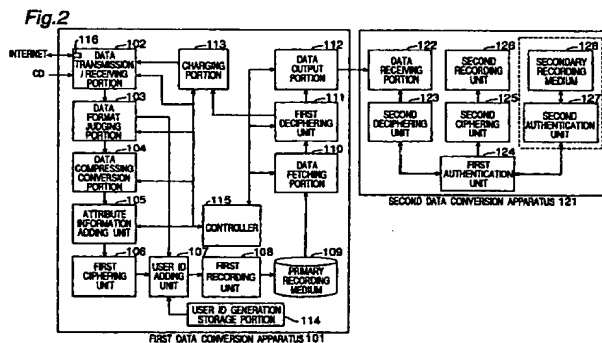 Fig.2
116
102
113
112
122
126
128
INTERNET
CD
DATA
TRANSMISSION
/ RECEIVING
PORTION
CHARGING
PORTION
DATA
OUTPUT
PORTION
DATA
RECEIVING
PORTION
SECOND
RECORDING
UNIT
SECONDARY
RECORDING
MEDIUM
103
111
123
125
127
DATA
FORMAT
JUDGING
PORTION
FIRST
DECIPHERING
UNIT
SECOND
DECIPHERING
UNIT
SECOND
CIPHERING
UNIT
SECOND
AUTHENTICATION
UNIT
104
110
124
DATA
COMPRESSING
CONVERSION
PORTION
DATA
FETCHING
PORTION
FIRST
AUTHENTICATION
UNIT
SECOND DATA CONVERSION APPARATUS 121
105
115
ATTRIBUTE
INFORMATION
ADDING UNIT
CONTROLLER
106
107
108
109
FIRST
CIPHERING
UNIT
USER ID
ADDING
UNIT
FIRST
RECORDING
UNIT
PRIMARY
RECORDING
MEDIUM
USER ID GENERATION
STORAGE PORTION
114
FIRST DATA CONVERSION APPARATUS 101